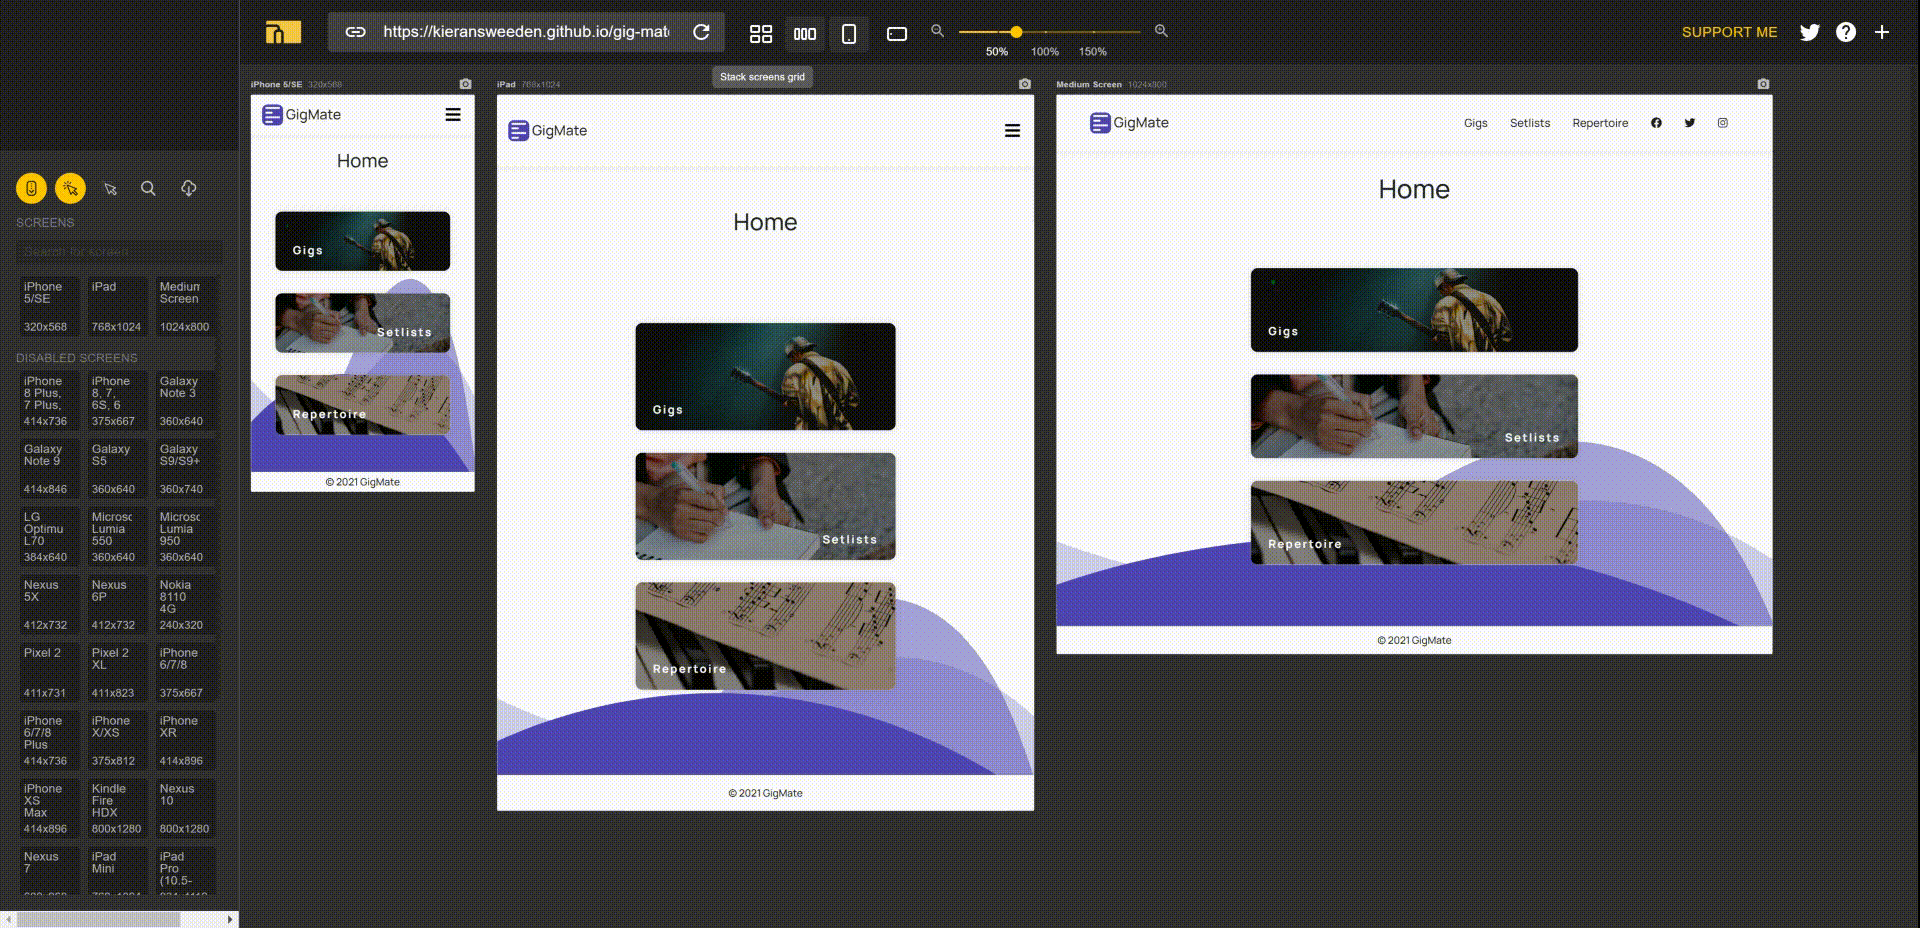 https://kieransweeden.github.io/gig-mat
50% 100% 150%
SUPPORT ME
Stack screens grid
SCREENS
Search for screen
iPhone 5/SE
320x568
iPad
768x1024
Medium Screen
1024x800
DISABLED SCREENS
iPhone 8 Plus, 7 Plus,
414x736
iPhone 8, 7, 6S, 6
375x667
Galaxy Note 3
360x640
Galaxy Note 9
414x846
Galaxy S5
360x640
Galaxy S9/S9+
360x740
LG Optimu L70
384x640
Microsc Lumia 550
360x640
Microsc Lumia 950
360x640
Nexus 5X
412x732
Nexus 6P
412x732
Nokia 8110 4G
240x320
Pixel 2
411x731
Pixel 2 XL
411x823
iPhone 6/7/8
375x667
iPhone 6/7/8 Plus
414x736
iPhone X/XS
375x812
iPhone XR
414x896
iPhone XS Max
414x896
Kindle Fire HDX
800x1280
Nexus 10
800x1280
Nexus 7
iPad Mini
iPad Pro (10.5-
iPhone 5/SE 320x568
GigMate
Home
Gigs
Setlists
Repertoire
© 2021 GigMate
iPad 768x1024
GigMate
Home
Gigs
Setlists
Repertoire
© 2021 GigMate
Medium Screen 1024x800
GigMate
Gigs Setlists Repertoire
Home
Gigs
Setlists
Repertoire
© 2021 GigMate